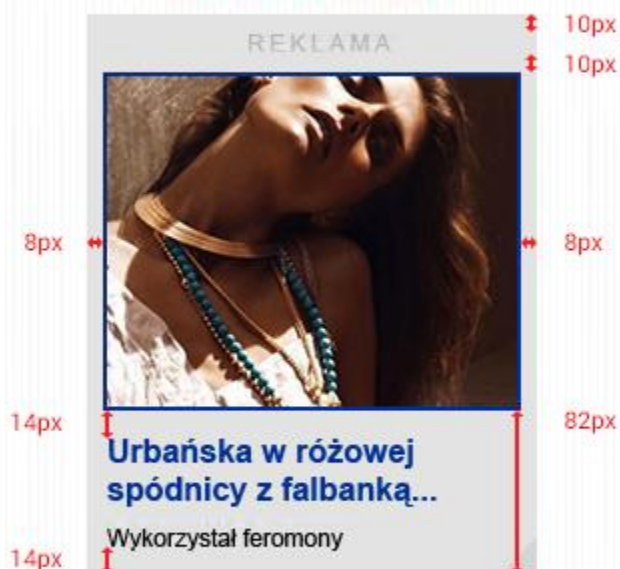 10px
REKLAMA
10px
8px
8px
14px
82px
Urbańska w różowej
spódnicy z falbanką...
Wykorzystał feromony
14px